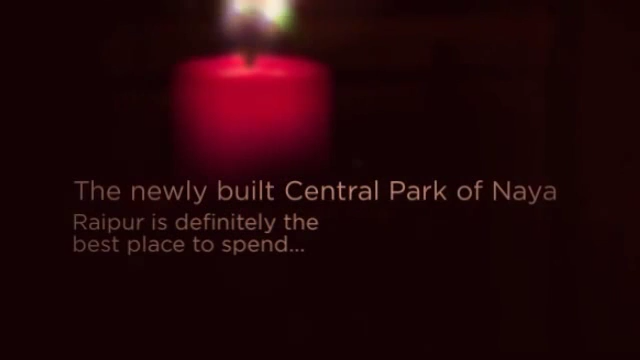 The newly built Central Park of Naya
Raipur is definitely the
best place to spend...